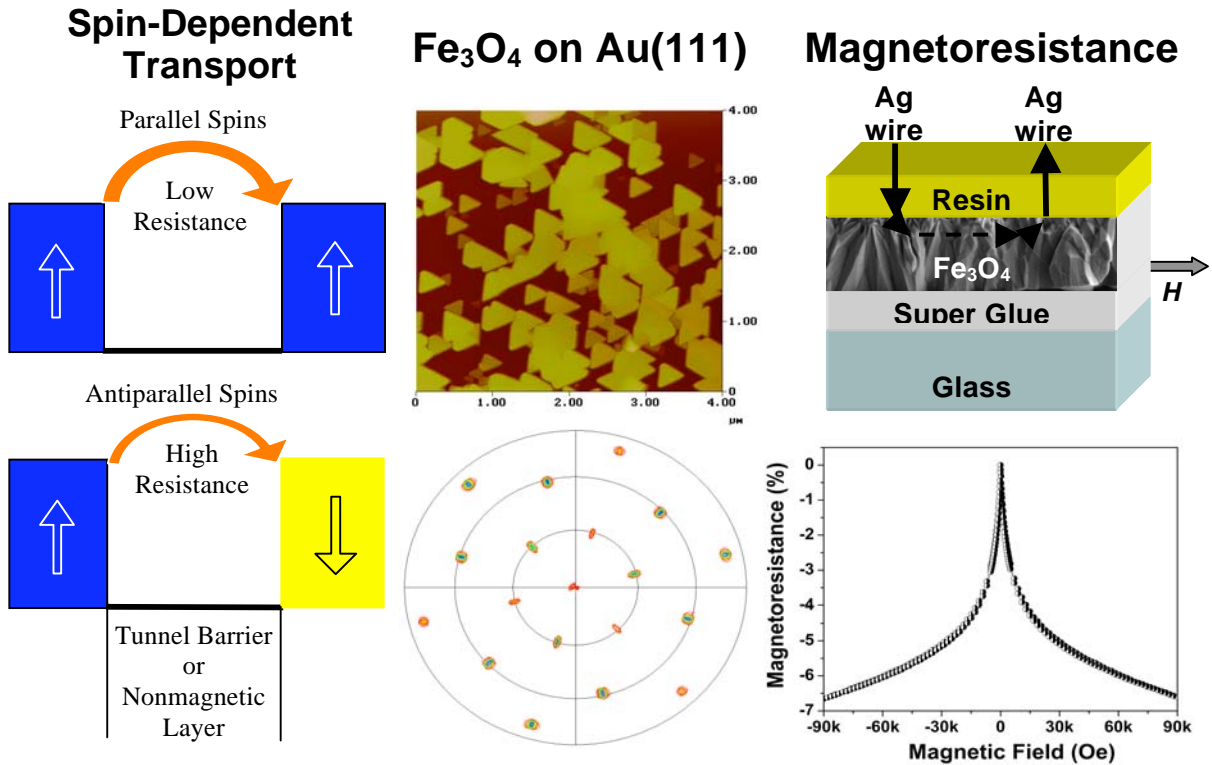 Spin-Dependent
Transport
Parallel Spins
Low
Resistance
Antiparallel Spins
High
Resistance
Tunnel Barrier
or
Nonmagnetic
Layer
Fe₃O₄ on Au(111)
4.00
3.00
2.00
1.00
0
0 1.00 2.00 3.00 4.00
μм
Magnetoresistance
Ag
wire
Ag
wire
Resin
Fe₃O₄
H
Super Glue
Glass
Magnetoresistance (%)
0
-1
-2
-3
-4
-5
-6
-7
-90k -60k -30k 0 30k 60k 90k
Magnetic Field (Oe)